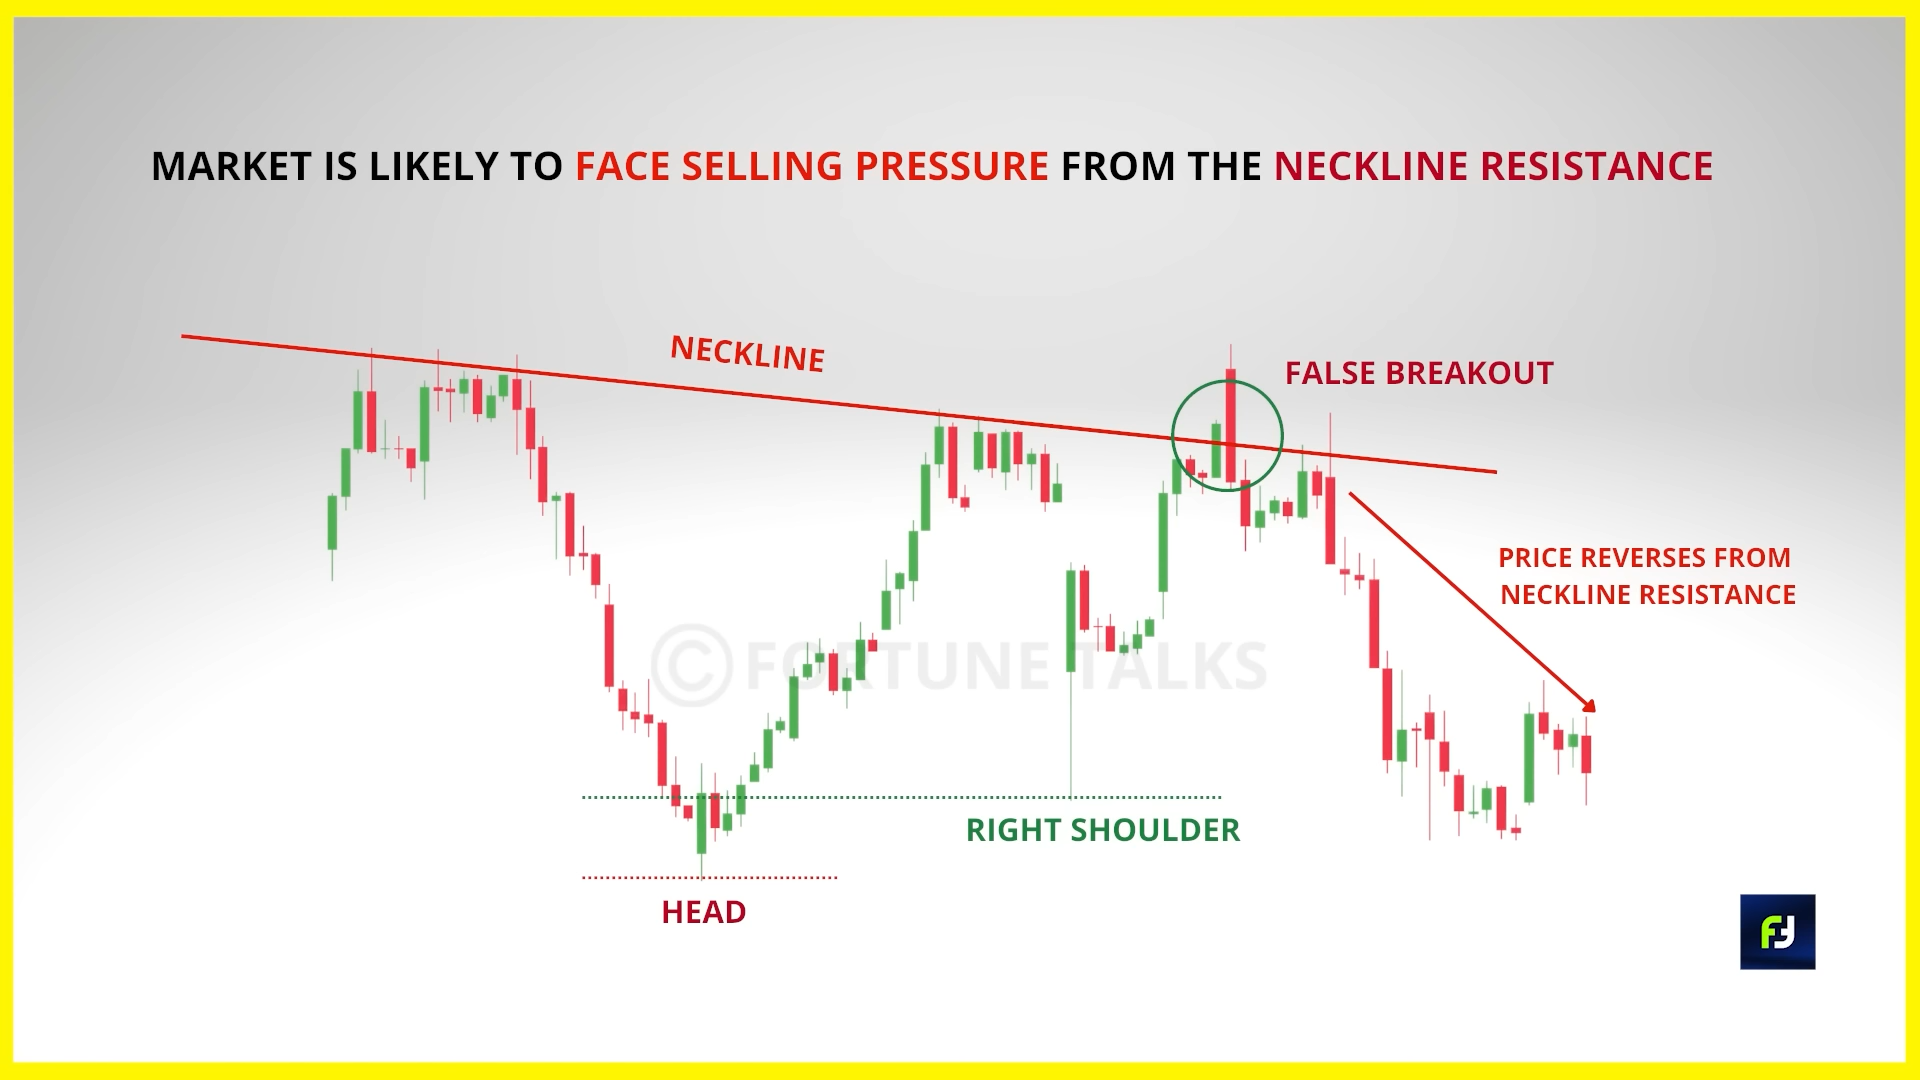 MARKET IS LIKELY TO FACE SELLING PRESSURE FROM THE NECKLINE RESISTANCE
NECKLINE
FALSE BREAKOUT
PRICE REVERSES FROM
NECKLINE RESISTANCE
© FORTUNE TALKS
RIGHT SHOULDER
HEAD